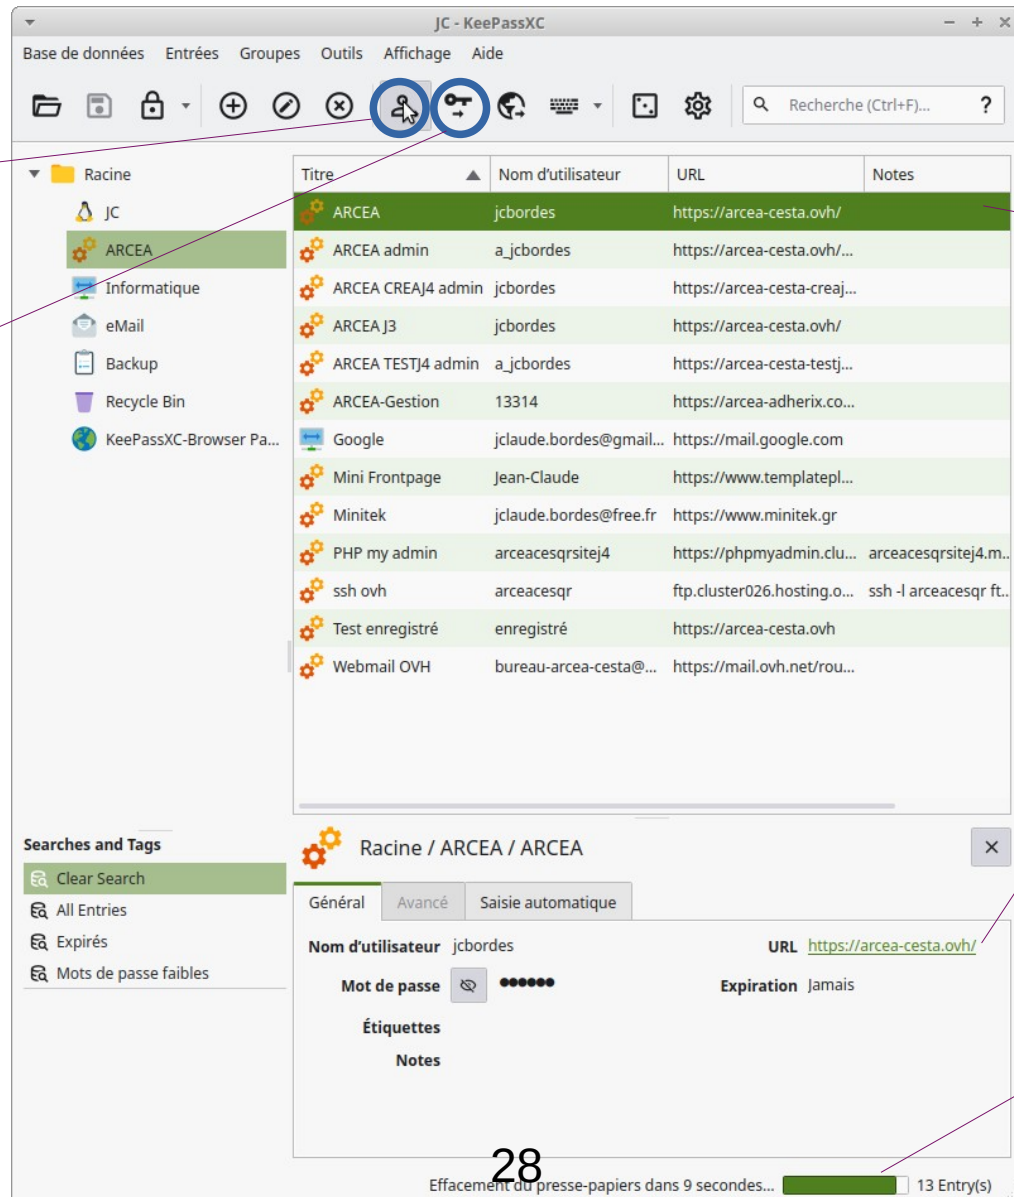 JC - KeePassXC
Base de données Entrées Groupes Outils Affichage Aide
Recherche (Ctrl+F)... ?
Racine
JC
ARCEA
Informatique
eMail
Backup
Recycle Bin
KeePassXC-Browser Pa...
Titre Nom d'utilisateur URL Notes
ARCEA jcbordes https://arcea-cesta.ovh/
ARCEA admin a_jcbordes https://arcea-cesta.ovh/...
ARCEA CREAJ4 admin jcbordes https://arcea-cesta-creaj...
ARCEA J3 jcbordes https://arcea-cesta.ovh/
ARCEA TESTJ4 admin a_jcbordes https://arcea-cesta-testj...
ARCEA-Gestion 13314 https://arcea-adherix.co...
Google jclaude.bordes@gmail... https://mail.google.com
Mini Frontpage Jean-Claude https://www.templatepl...
Minitek jclaude.bordes@free.fr https://www.minitek.gr
PHP my admin arceacesqrsitej4 https://phpmyadmin.clu... arceacesqrsitej4.m...
ssh ovh arceacesqr ftp.cluster026.hosting.o... ssh -l arceacesqr ft...
Test enregistré enregistré https://arcea-cesta.ovh
Webmail OVH bureau-arcea-cesta@... https://mail.ovh.net/rou...
Searches and Tags
Clear Search
All Entries
Expirés
Mots de passe faibles
Racine / ARCEA / ARCEA
Général Avancé Saisie automatique
Nom d'utilisateur jcbordes URL https://arcea-cesta.ovh/
Mot de passe ●●●●●● Expiration Jamais
Étiquettes
Notes
28
Effacement du presse-papiers dans 9 secondes... 13 Entry(s)